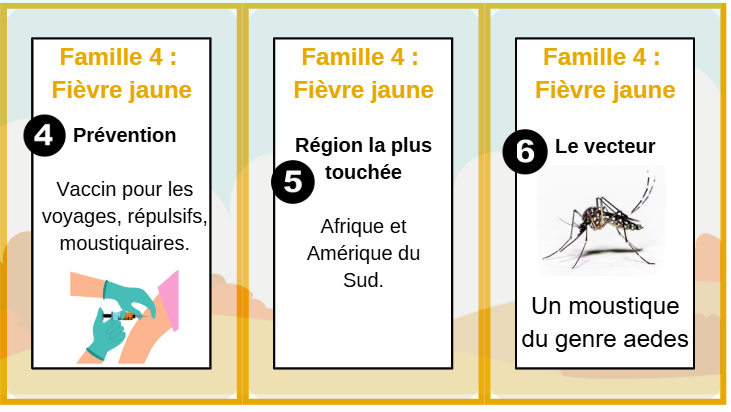 Famille 4 :
Fièvre jaune
4 Prévention
Vaccin pour les
voyages, répulsifs,
moustiquaires.
Famille 4 :
Fièvre jaune
Région la plus
touchée
5
Afrique et
Amérique du
Sud.
Famille 4 :
Fièvre jaune
6 Le vecteur
Un moustique
du genre aedes